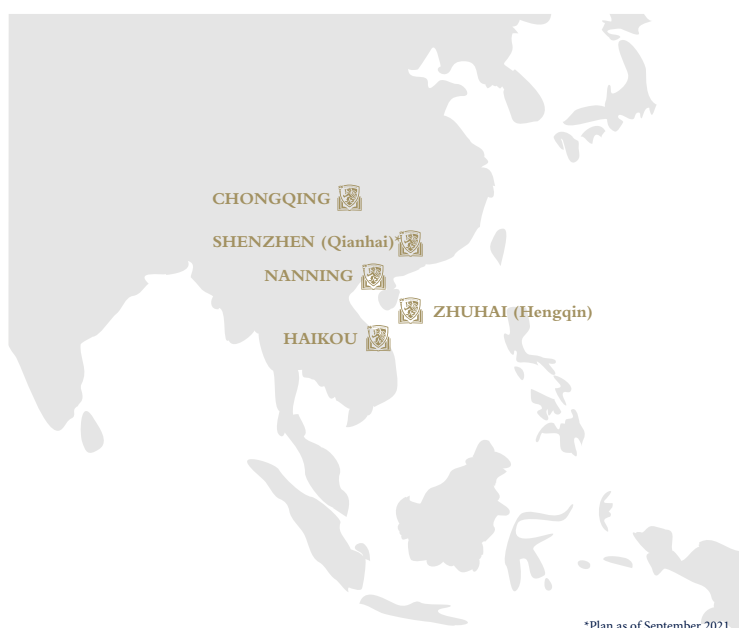 CHONGQING
SHENZHEN (Qianhai)*
NANNING
ZHUHAI (Hengqin)
HAIKOU
*Plan as of September 2021